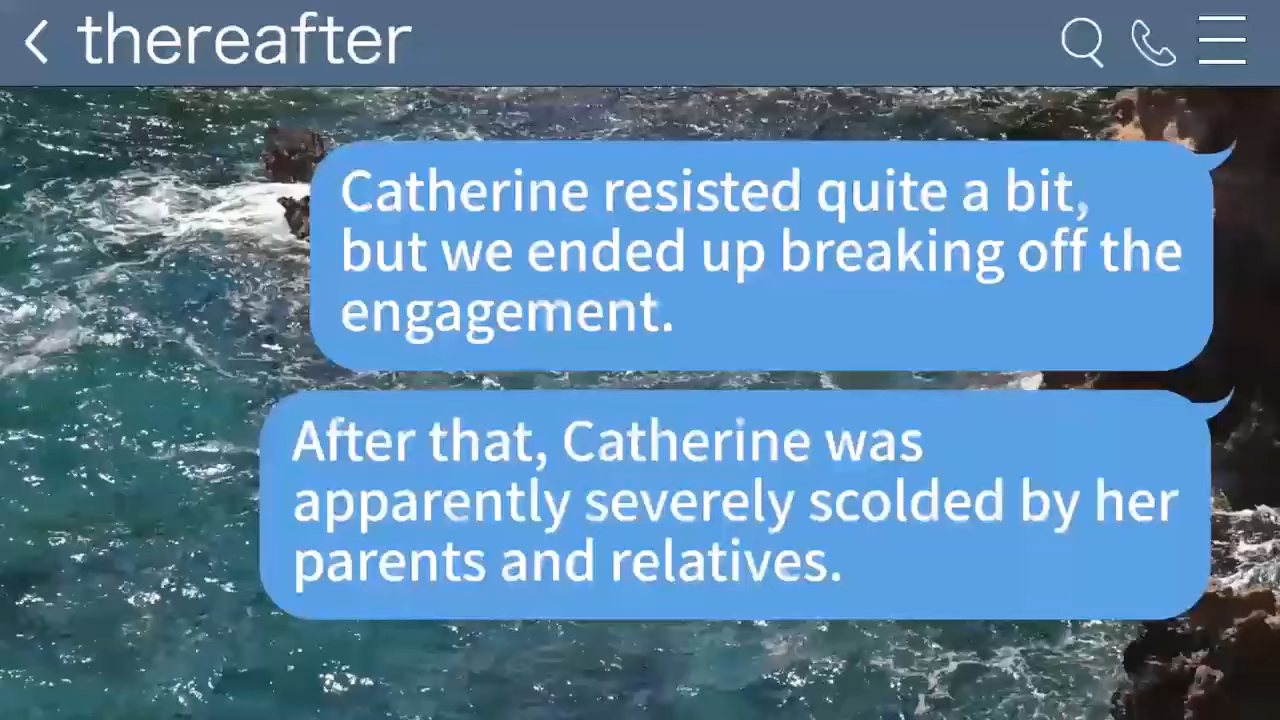 thereafter
Catherine resisted quite a bit,
but we ended up breaking off the
engagement.
After that, Catherine was
apparently severely scolded by her
parents and relatives.